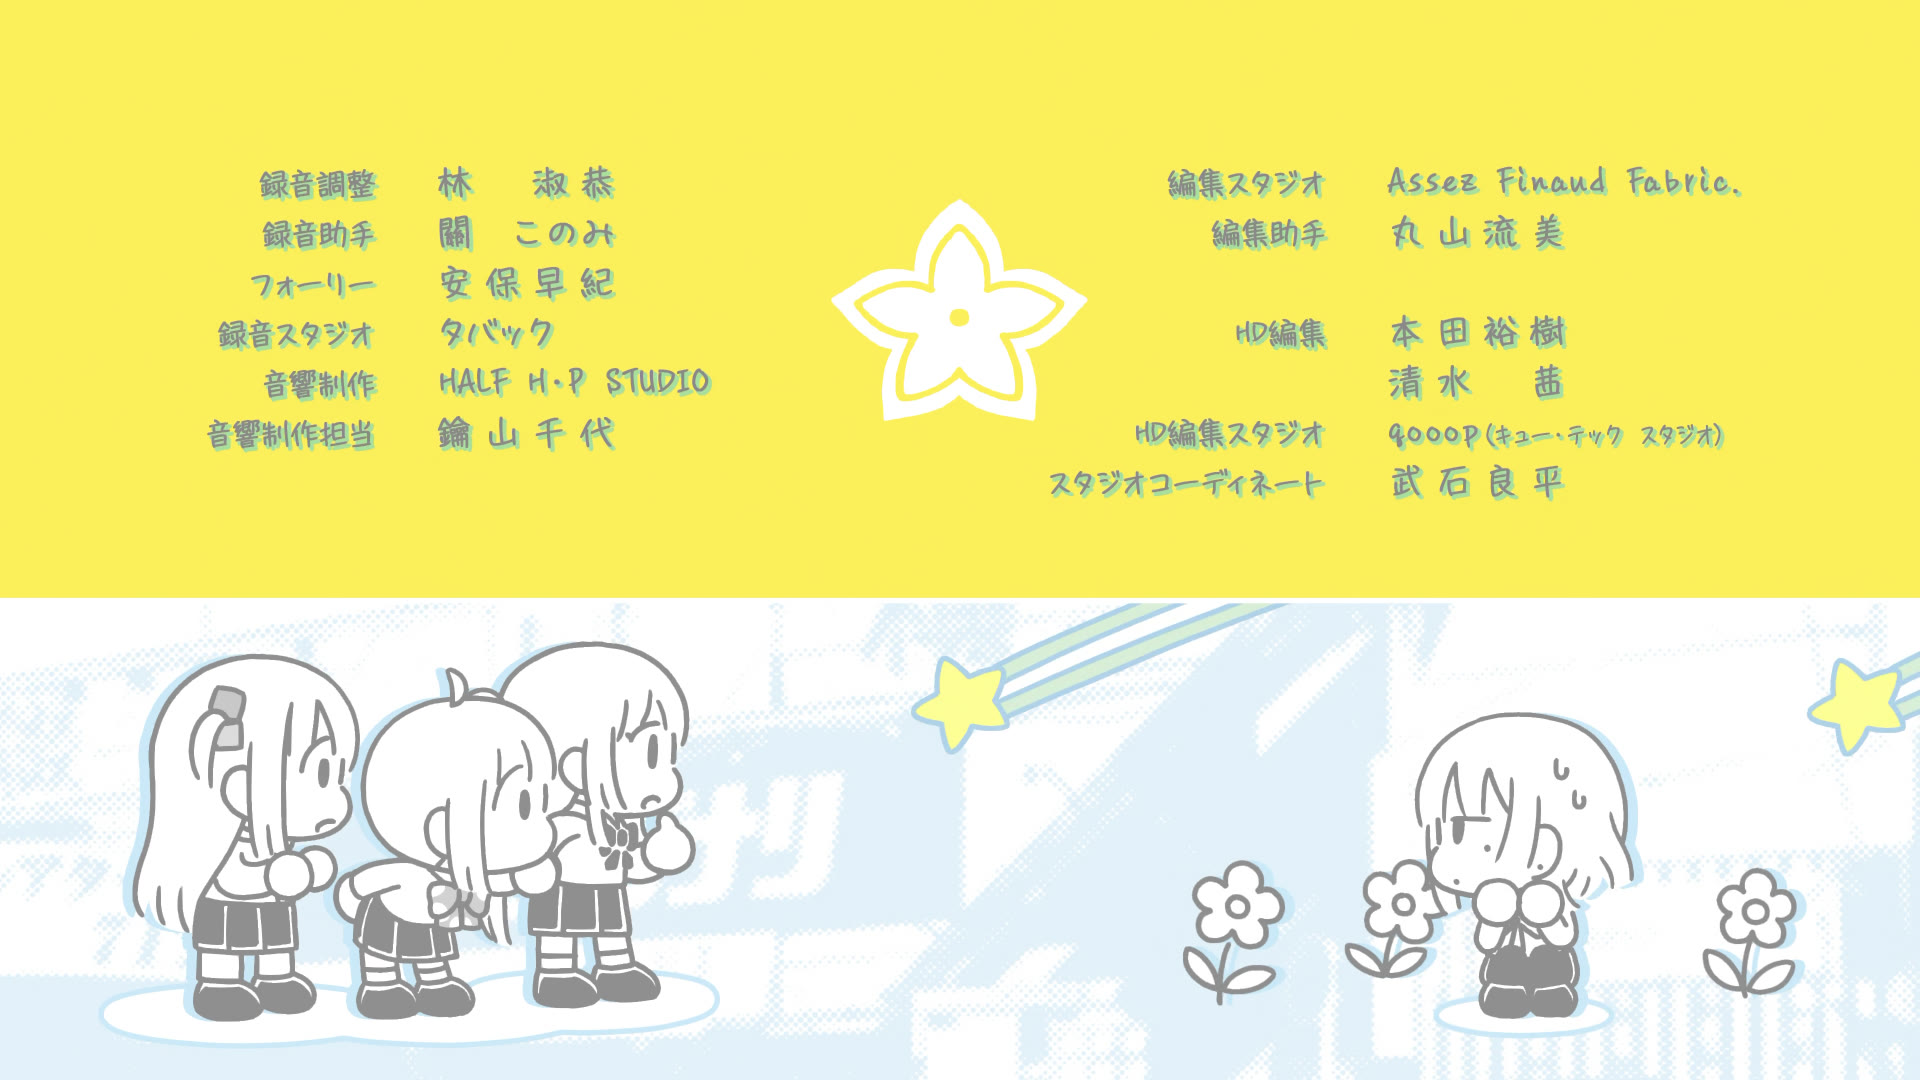 録音調整 林 淑恭
録音助手 關 このみ
フォーリー 安保早紀
録音スタジオ タバック
音響制作 HALF H・P STUDIO
音響制作担当 鑰山千代
編集スタジオ Assez Finaud Fabric.
編集助手 丸山流美
HD編集 本田裕樹
清水 茜
HD編集スタジオ q000p(キュー・テック スタジオ)
スタジオコーディネート 武石良平